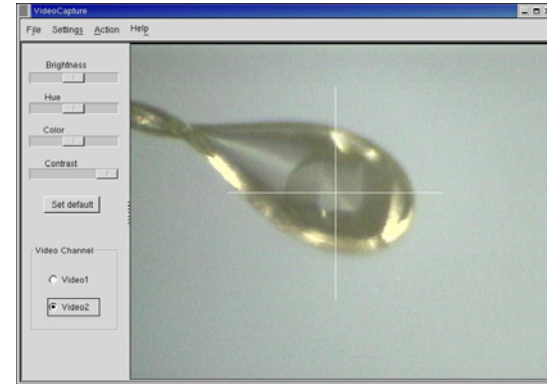 VideoCapture
File Settings Action Help
Brightness
Hue
Color
Contrast
Set default
Video Channel
Video1
Video2